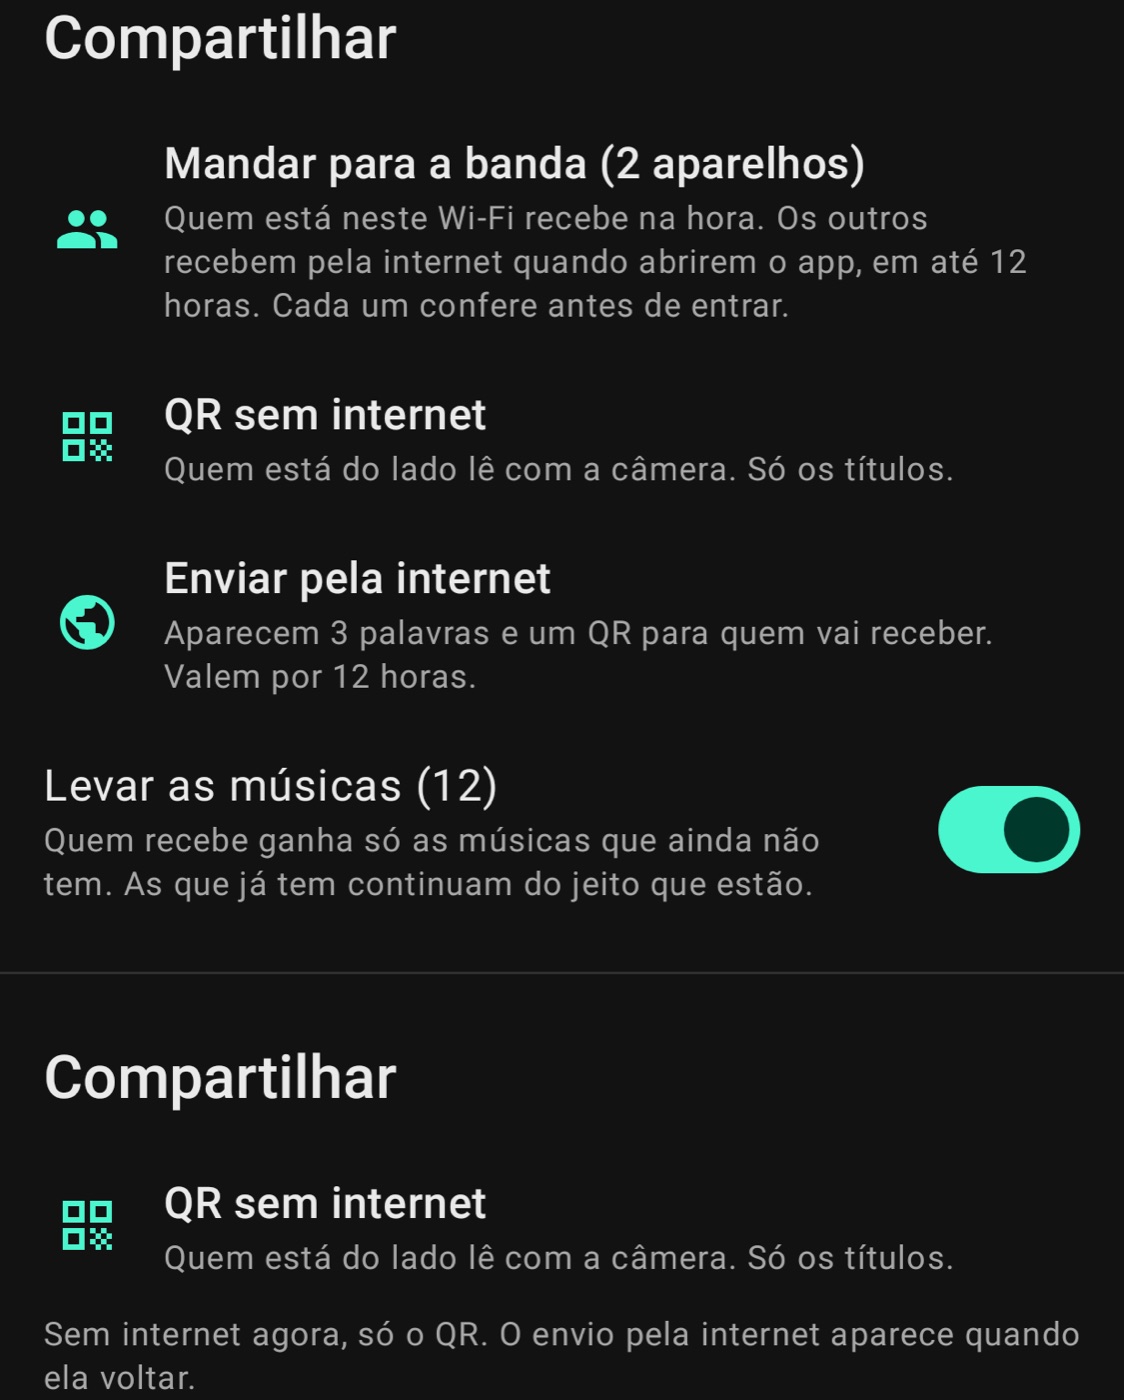 Compartilhar
Mandar para a banda (2 aparelhos)
Quem está neste Wi-Fi recebe na hora. Os outros
recebem pela internet quando abrirem o app, em até 12
horas. Cada um confere antes de entrar.
QR sem internet
Quem está do lado lê com a câmera. Só os títulos.
Enviar pela internet
Aparecem 3 palavras e um QR para quem vai receber.
Valem por 12 horas.
Levar as músicas (12)
Quem recebe ganha só as músicas que ainda não
tem. As que já tem continuam do jeito que estão.
Compartilhar
QR sem internet
Quem está do lado lê com a câmera. Só os títulos.
Sem internet agora, só o QR. O envio pela internet aparece quando
ela voltar.